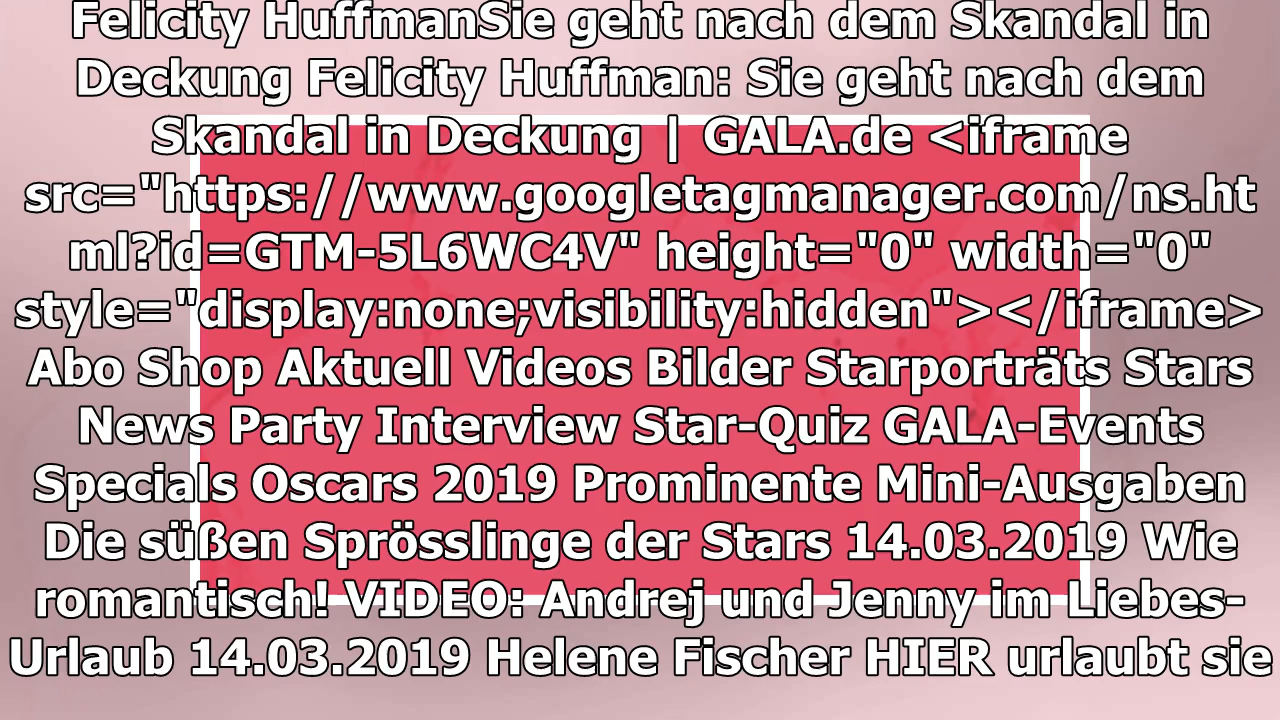 Felicity HuffmanSie geht nach dem Skandal in
Deckung Felicity Huffman: Sie geht nach dem
Skandal in Deckung | GALA.de <iframe
src="https://www.googletagmanager.com/ns.ht
ml?id=GTM-5L6WC4V" height="0" width="0"
style="display:none;visibility:hidden"></iframe>
Abo Shop Aktuell Videos Bilder Starporträts Stars
News Party Interview Star-Quiz GALA-Events
Specials Oscars 2019 Prominente Mini-Ausgaben
Die süßen Sprösslinge der Stars 14.03.2019 Wie
romantisch! VIDEO: Andrej und Jenny im Liebes-
Urlaub 14.03.2019 Helene Fischer HIER urlaubt sie